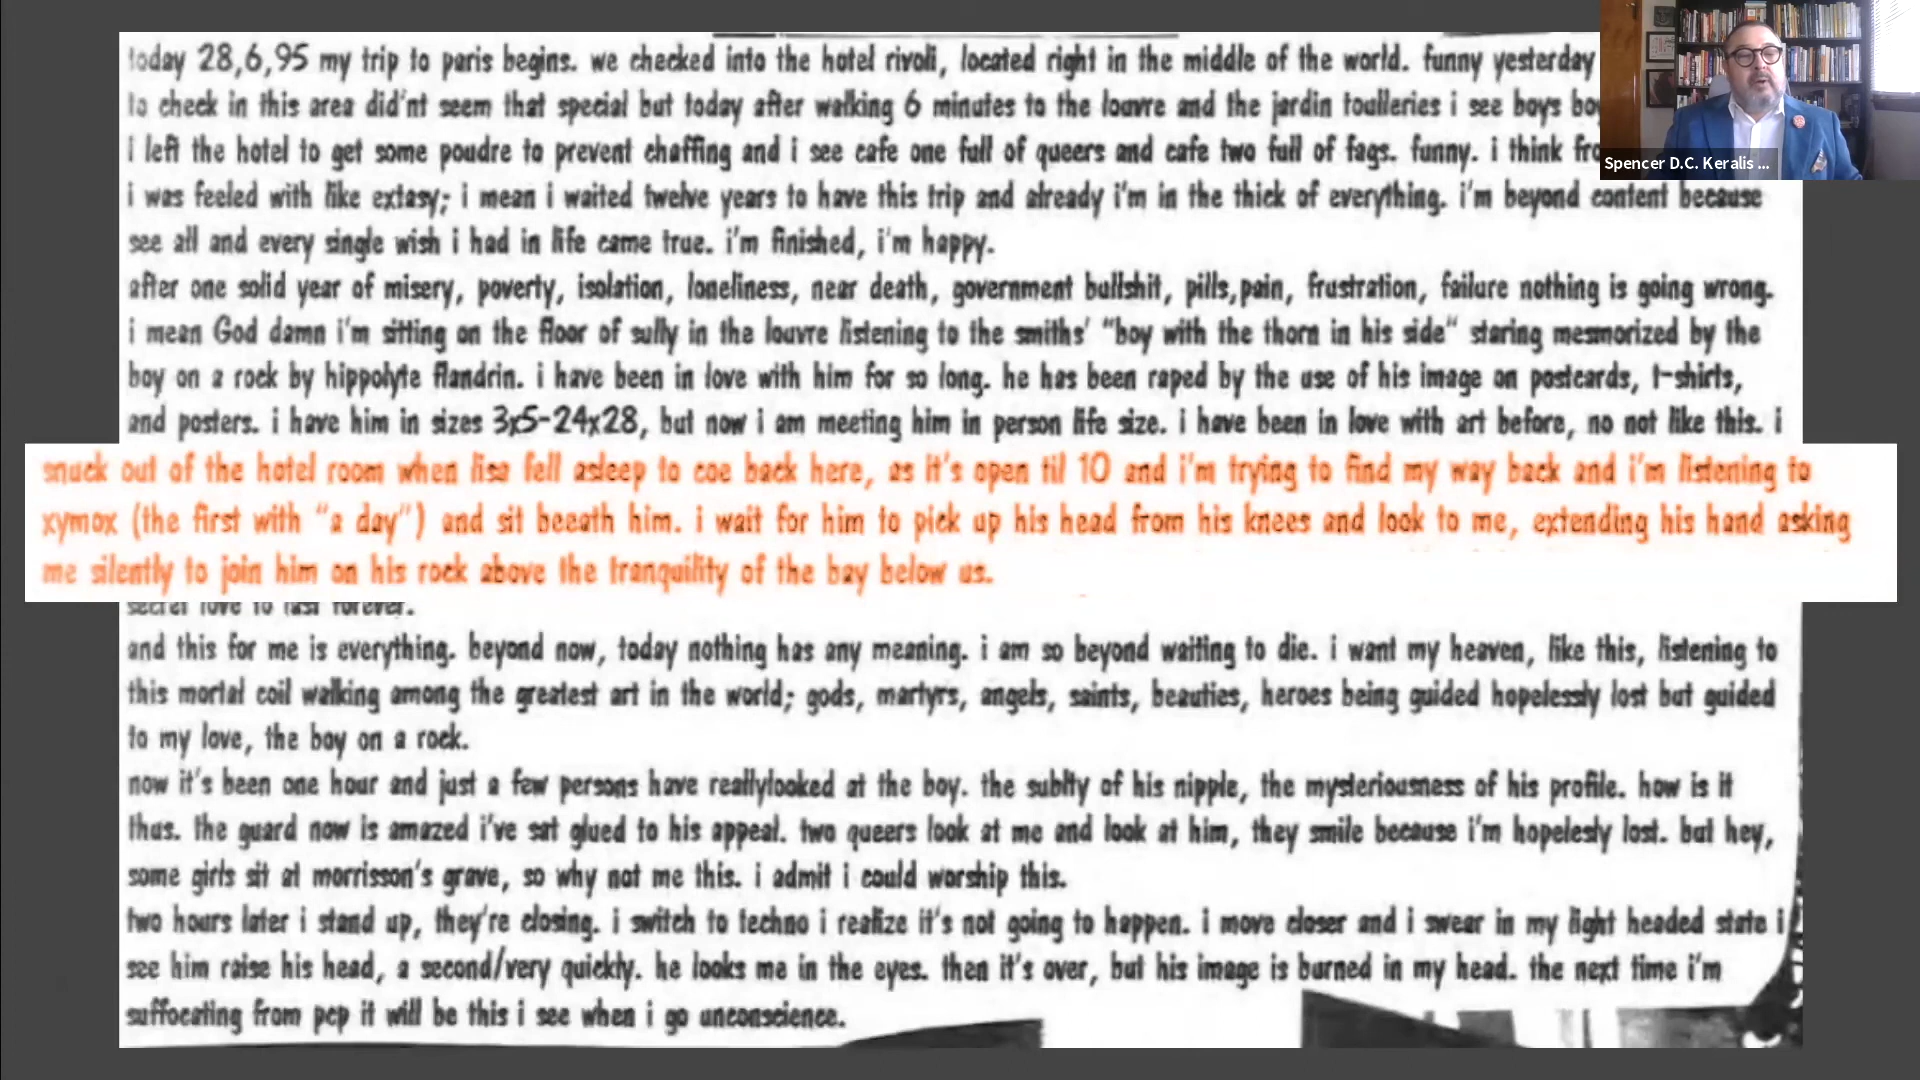 today 28,6,95 my trip to paris begins. we checked into the hotel rivoli, located right in the middle of the world. funny yesterday
to check in this area did'nt seem that special but today after walking 6 minutes to the louvre and the jardin toulleries i see boys
i left the hotel to get some poudre to prevent chaffing and i see cafe one full of queers and cafe two full of fags. funny. i think
i was feeled with like extasy; i mean i waited twelve years to have this trip and already i'm in the thick of everything. i'm beyond content because
see all and every single wish i had in life came true. i'm finished, i'm happy.
after one solid year of misery, poverty, isolation, loneliness, near death, government bullshit, pills,pain, frustration, failure nothing is going wrong.
i mean God damn i'm sitting on the floor of sully in the louvre listening to the smiths' "boy with the thorn in his side" staring mesmorized by the
boy on a rock by hippolyte flandrin. i have been in love with him for so long. he has been raped by the use of his image on postcards, t-shirts,
and posters. i have him in sizes 3x5-24x28, but now i am meeting him in person life size. i have been in love with art before, no not like this. i
snuck out of the hotel room when lisa fell asleep to coe back here, as it's open til 10 and i'm trying to find my way back and i'm listening to
xymox (the first with "a day") and sit beeath him. i wait for him to pick up his head from his knees and look to me, extending his hand asking
me silently to join him on his rock above the tranquility of the bay below us.
secret love to last forever.
and this for me is everything. beyond now, today nothing has any meaning. i am so beyond waiting to die. i want my heaven, like this, listening to
this mortal coil walking among the greatest art in the world; gods, martyrs, angels, saints, beauties, heroes being guided hopelessly lost but guided
to my love, the boy on a rock.
now it's been one hour and just a few persons have reallylooked at the boy. the sublty of his nipple, the mysteriousness of his profile. how is it
thus. the guard now is amazed i've sat glued to his appeal. two queers look at me and look at him, they smile because i'm hopelesly lost. but hey,
some girls sit at morrisson's grave, so why not me this. i admit i could worship this.
two hours later i stand up, they're closing. i switch to techno i realize it's not going to happen. i move closer and i swear in my light headed state i
see him raise his head, a second/very quickly. he looks me in the eyes. then it's over, but his image is burned in my head. the next time i'm
suffocating from pcp it will be this i see when i go unconscience.
Spencer D.C. Keralis ...